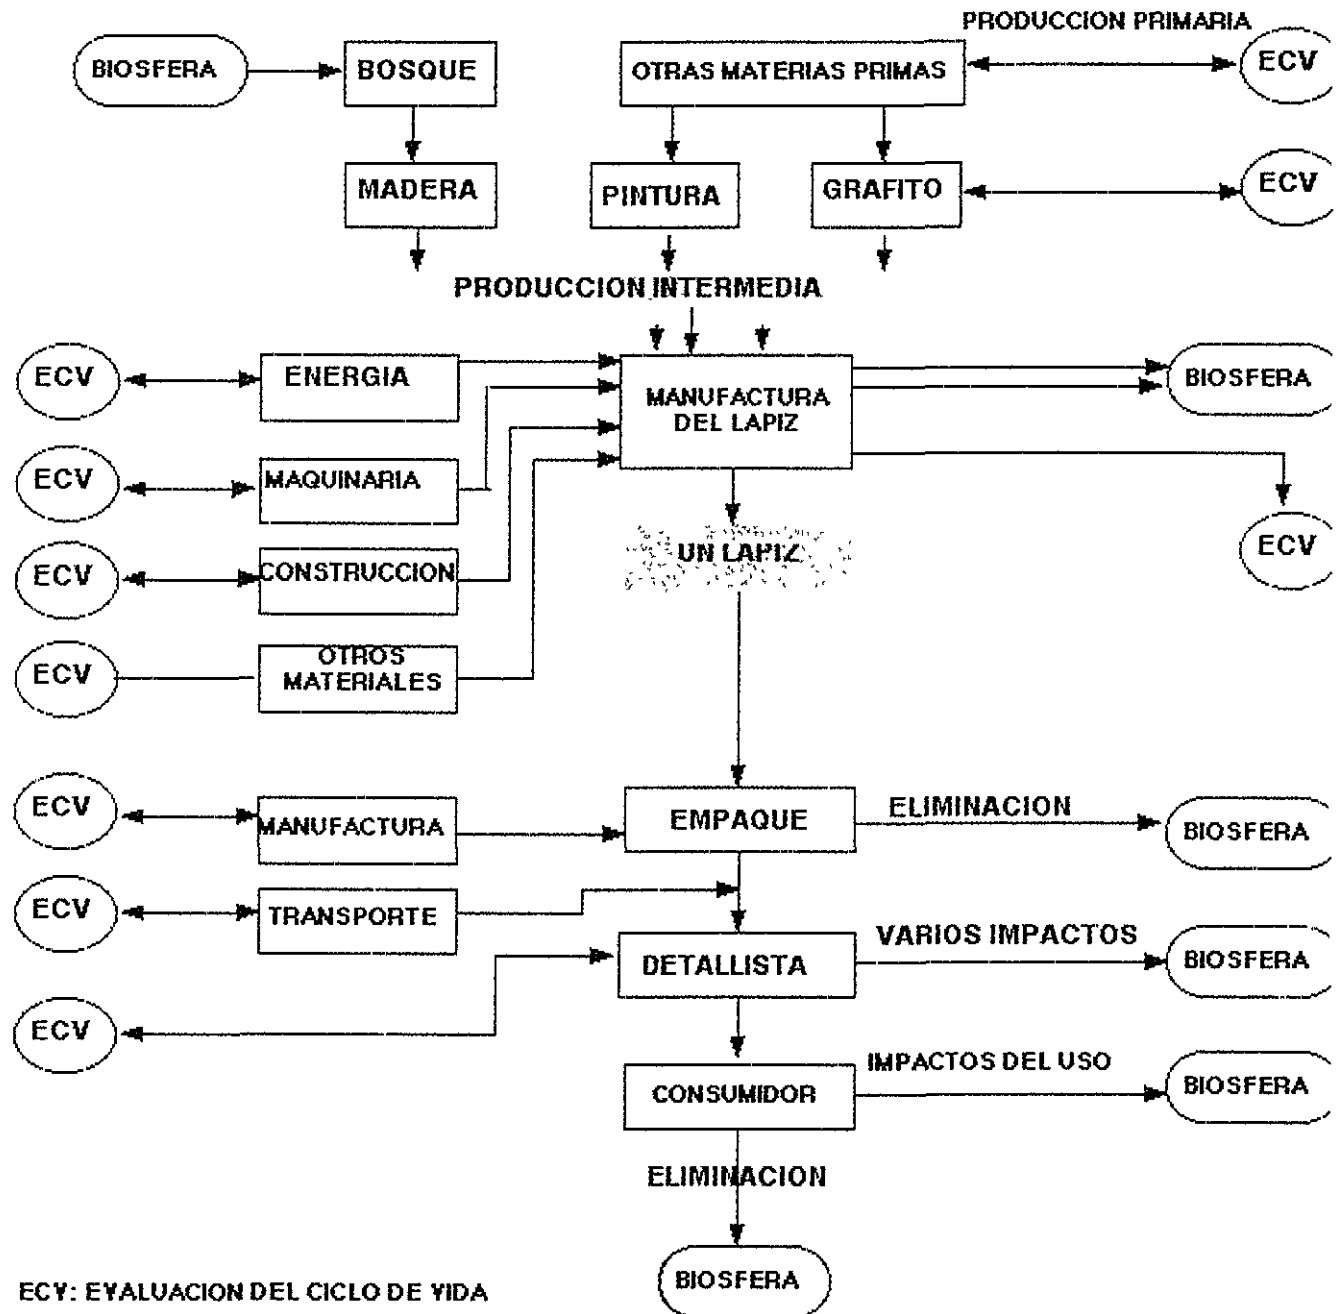 PRODUCCION PRIMARIA
BIOSFERA
BOSQUE
OTRAS MATERIAS PRIMAS
ECV
MADERA
PINTURA
GRAFITO
ECV
PRODUCCION INTERMEDIA
ECV
ENERGIA
MANUFACTURA
DEL LAPIZ
BIOSFERA
ECV
MAQUINARIA
UN LAPIZ
ECV
ECV
CONSTRUCCION
ECV
OTROS
MATERIALES
ECV
MANUFACTURA
EMPAQUE
ELIMINACION
BIOSFERA
ECV
TRANSPORTE
DETALLISTA
VARIOS IMPACTOS
BIOSFERA
ECV
CONSUMIDOR
IMPACTOS DEL USO
BIOSFERA
ELIMINACION
BIOSFERA
ECV: EVALUACION DEL CICLO DE VIDA